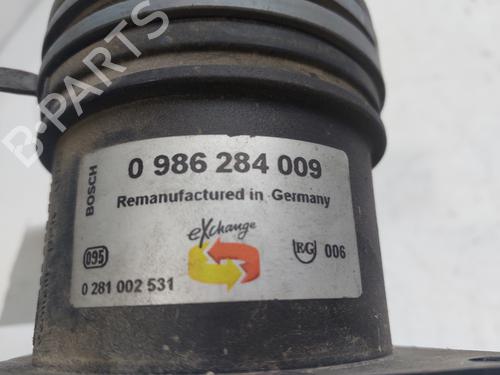 B-PARTS
BOSCH
0 986 284 009
Remanufactured in Germany
eXchange
RG 006
095
0 281 002 531